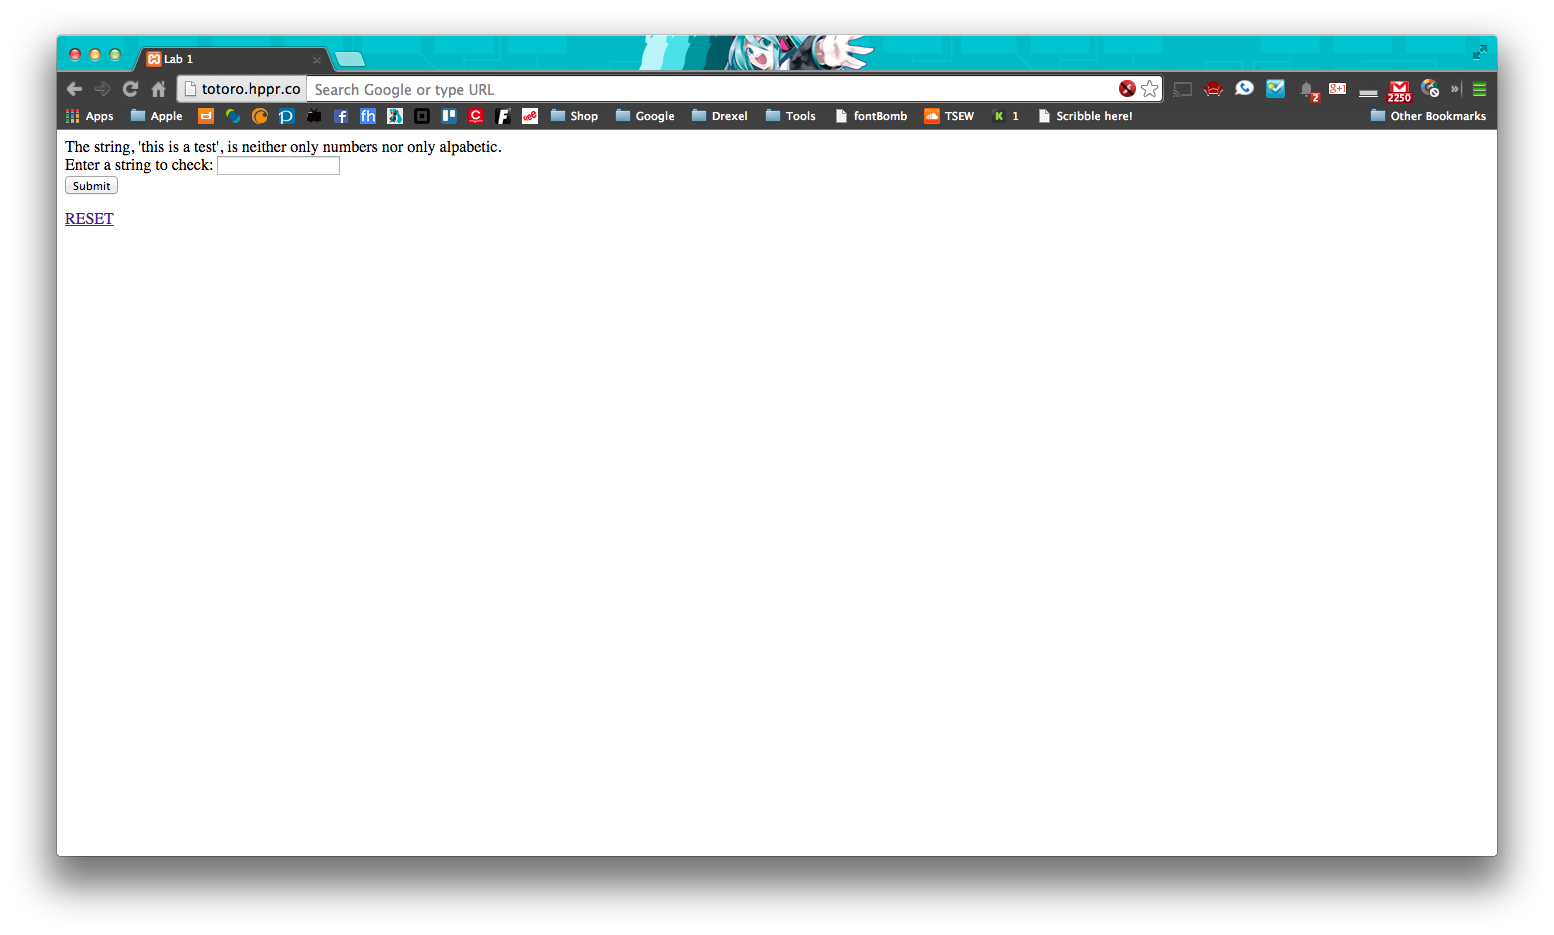 Lab 1
totoro.hppr.co Search Google or type URL
2 g+1 2250 »
Apps Apple fh Shop Google Drexel Tools fontBomb TSEW K 1 Scribble here! Other Bookmarks
The string, 'this is a test', is neither only numbers nor only alpabetic.
Enter a string to check:
Submit
RESET